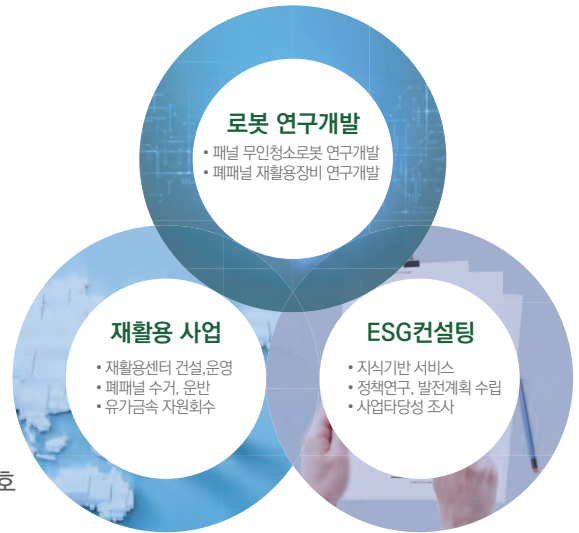 로봇 연구개발
• 패널 무인청소로봇 연구개발
• 폐패널 재활용장비 연구개발
재활용 사업
• 재활용센터 건설,운영
• 폐패널 수거, 운반
• 유가금속 자원회수
ESG컨설팅
• 지식기반 서비스
• 정책연구, 발전계획 수립
• 사업타당성 조사
호